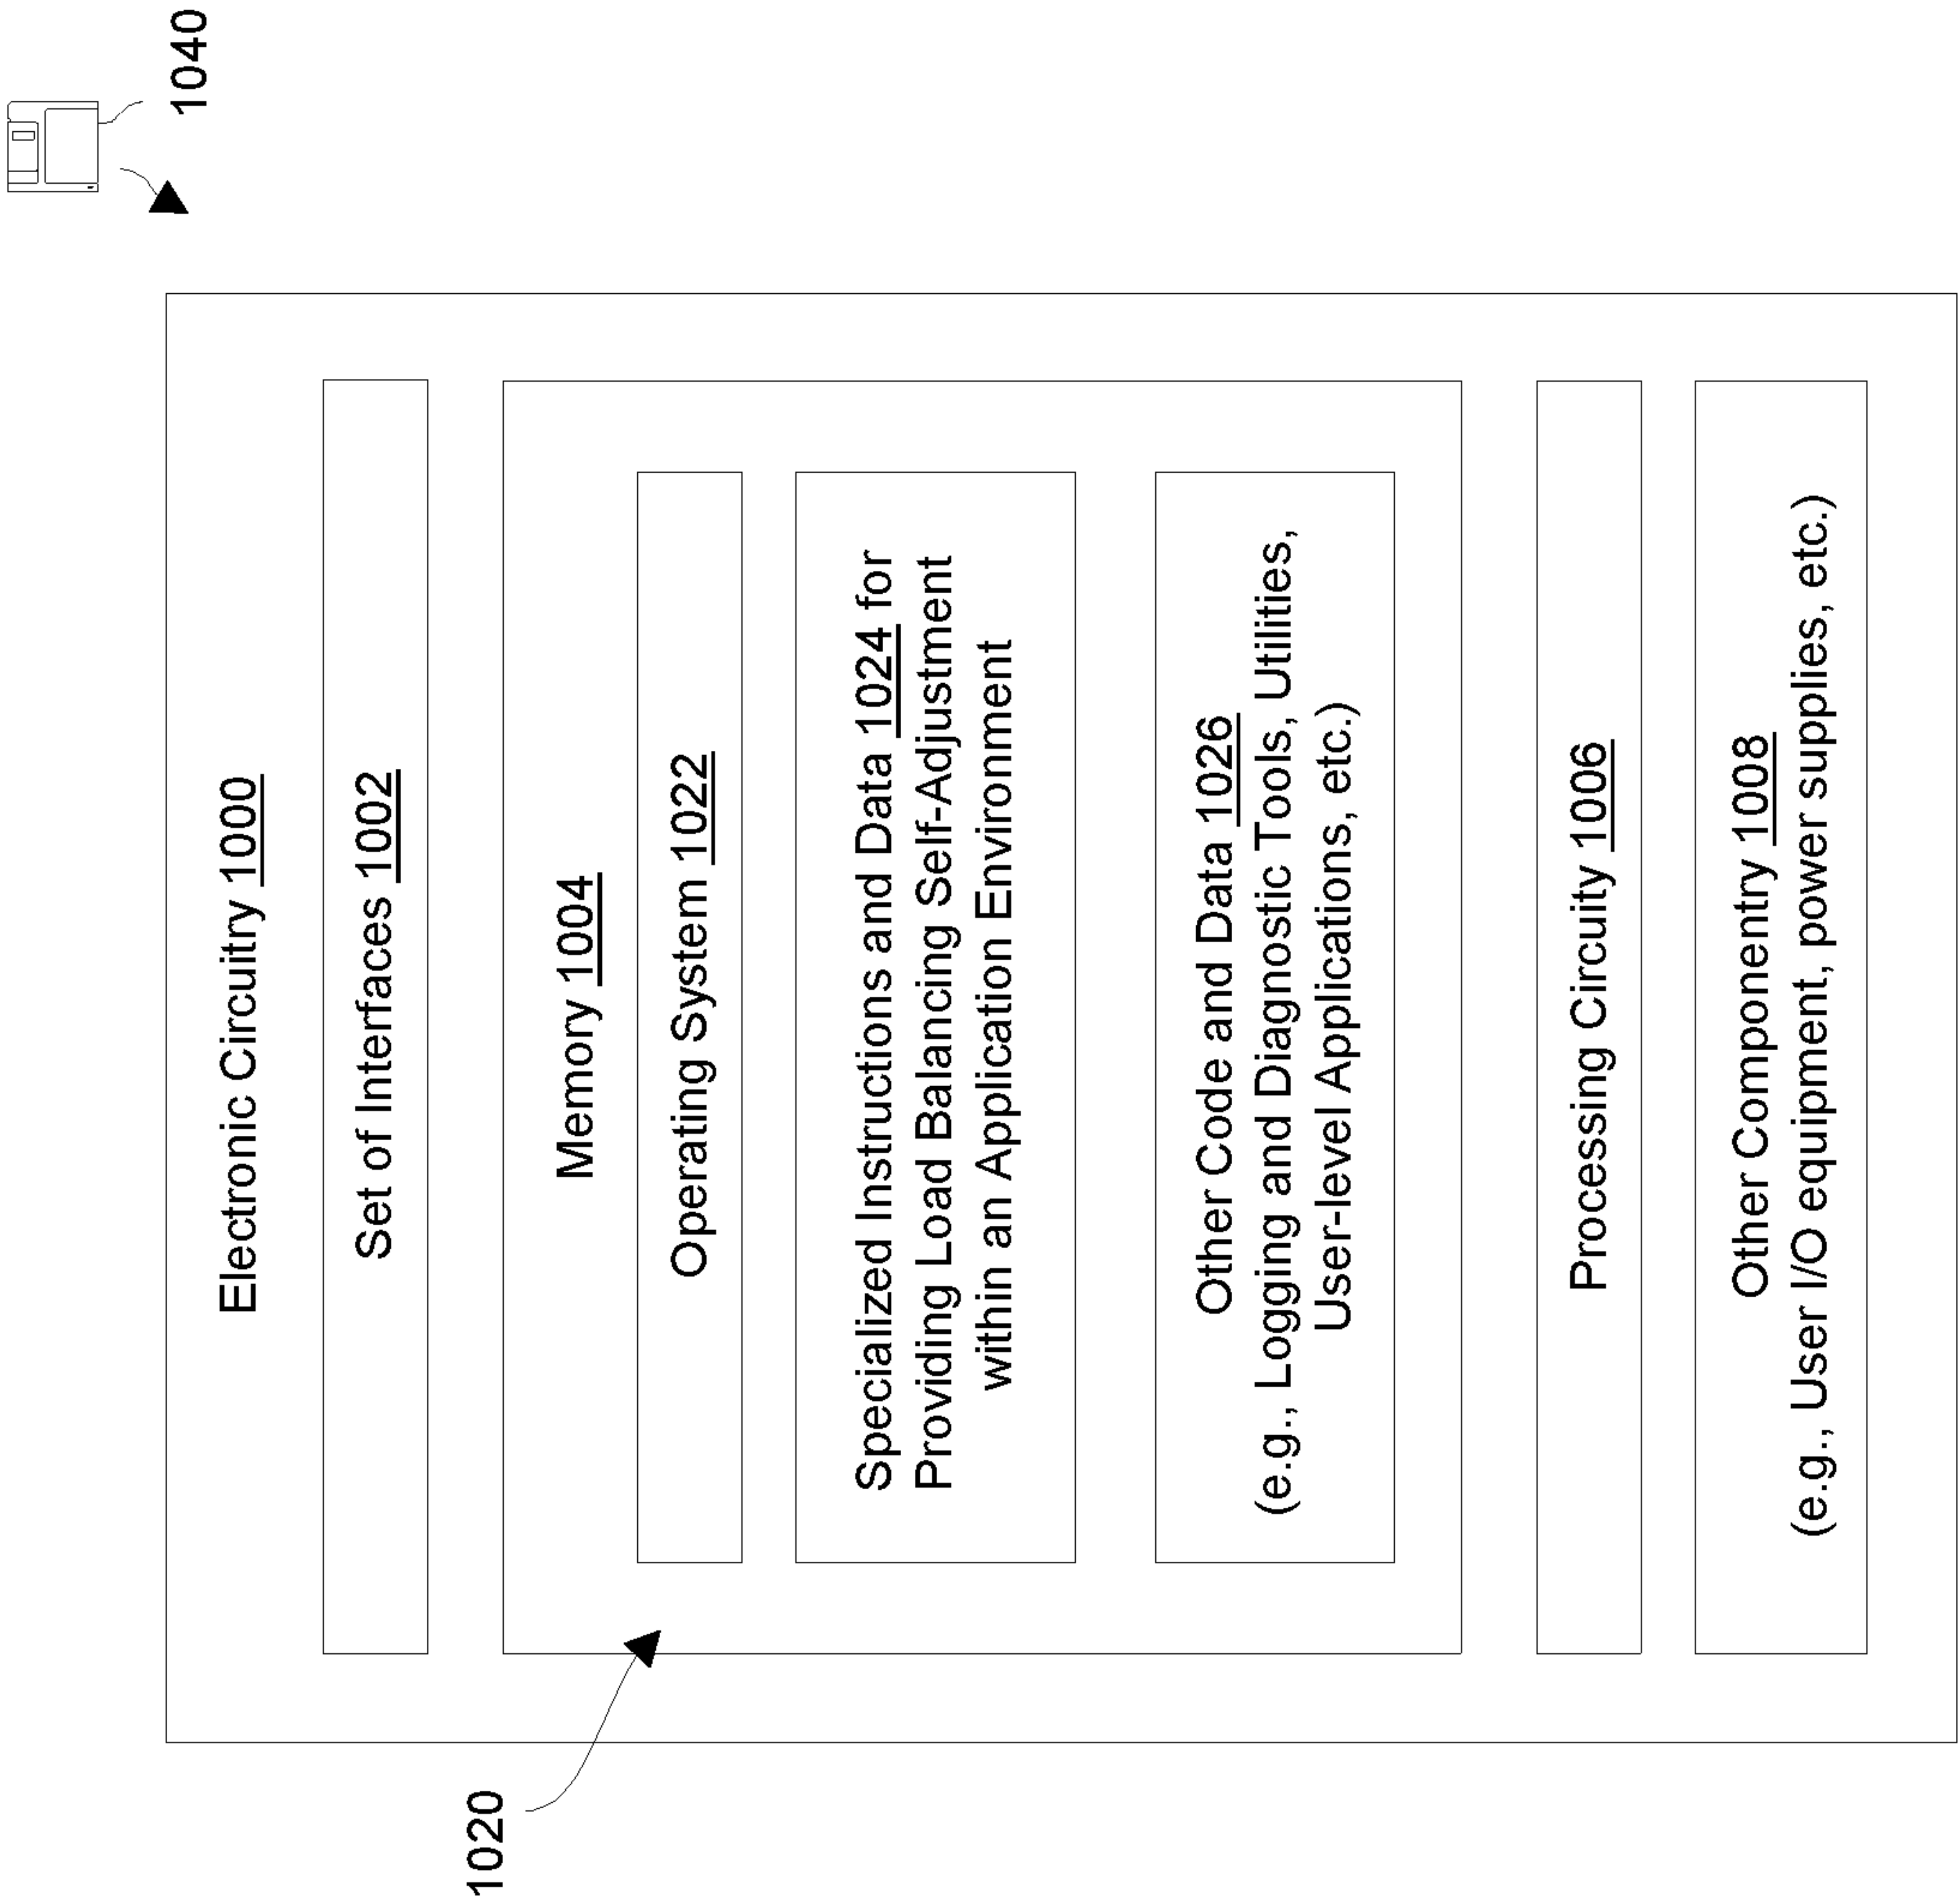 1040
Electronic Circuitry 1000
Set of Interfaces 1002
1020
Memory 1004
Operating System 1022
Specialized Instructions and Data 1024 for
Providing Load Balancing Self-Adjustment
within an Application Environment
Other Code and Data 1026
(e.g., Logging and Diagnostic Tools, Utilities,
User-level Applications, etc.)
Processing Circuity 1006
Other Componentry 1008
(e.g., User I/O equipment, power supplies, etc.)